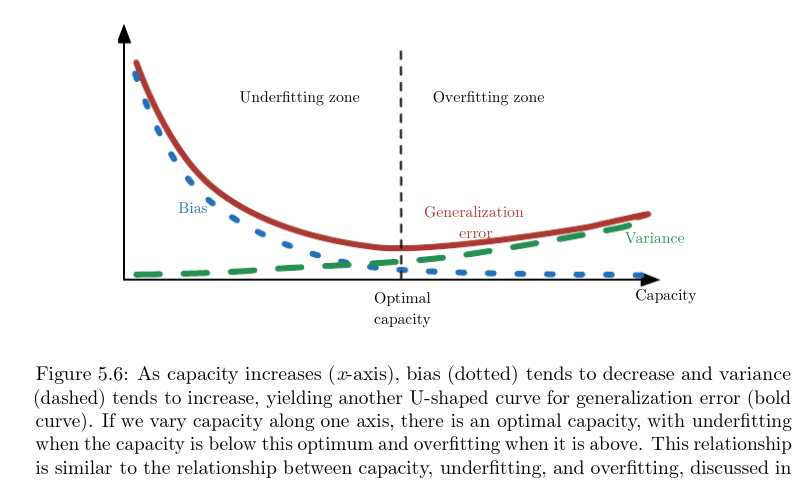 Underfitting zone
Overfitting zone
Bias
Generalization
error
Variance
Optimal
capacity
Capacity
Figure 5.6: As capacity increases (x-axis), bias (dotted) tends to decrease and variance
(dashed) tends to increase, yielding another U-shaped curve for generalization error (bold
curve). If we vary capacity along one axis, there is an optimal capacity, with underfitting
when the capacity is below this optimum and overfitting when it is above. This relationship
is similar to the relationship between capacity, underfitting, and overfitting, discussed in